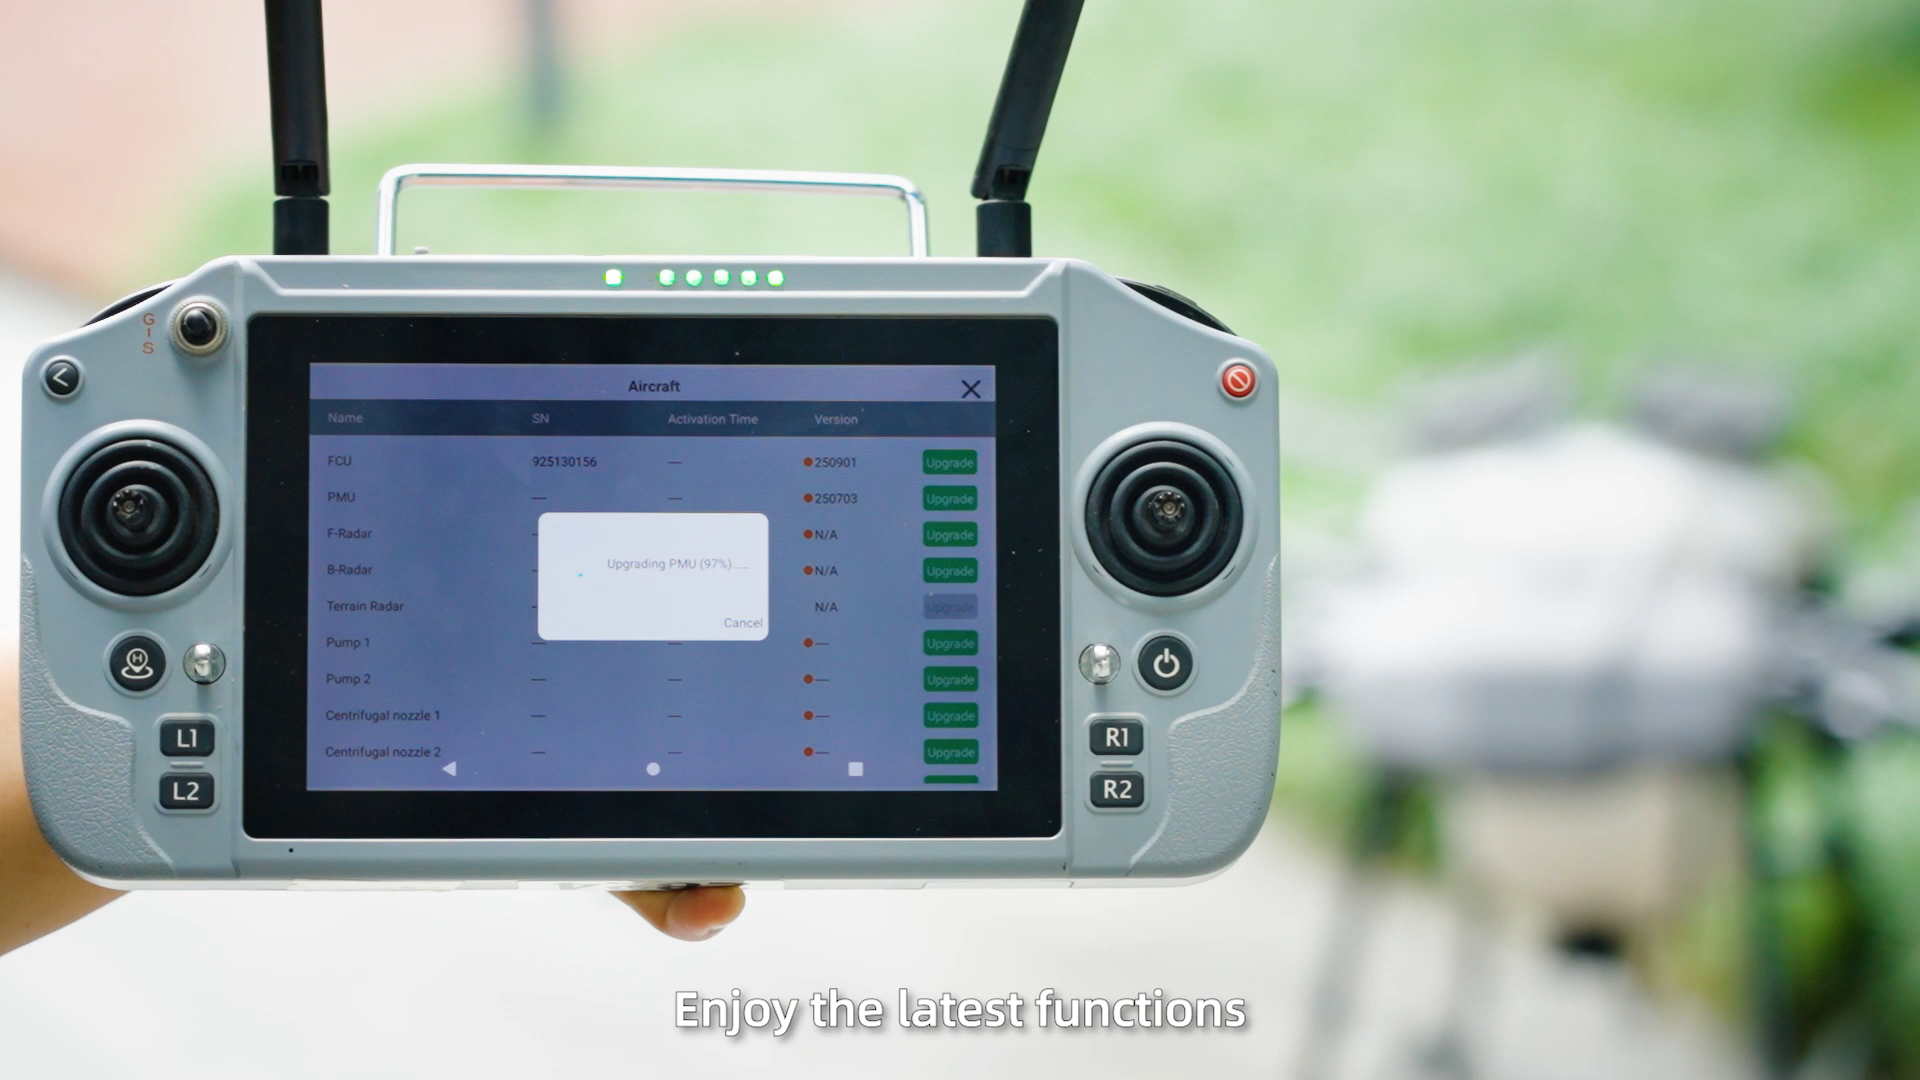 G
I
S
Aircraft
Name SN Activation Time Version
FCU 925130156 — 250901 Upgrade
PMU — — 250703 Upgrade
F-Radar N/A Upgrade
B-Radar N/A Upgrade
Terrain Radar N/A Upgrade
Upgrading PMU (97%)......
Cancel
Pump 1 — — — Upgrade
Pump 2 — — — Upgrade
Centrifugal nozzle 1 — — — Upgrade
Centrifugal nozzle 2 — — — Upgrade
H
L1
L2
R1
R2
Enjoy the latest functions